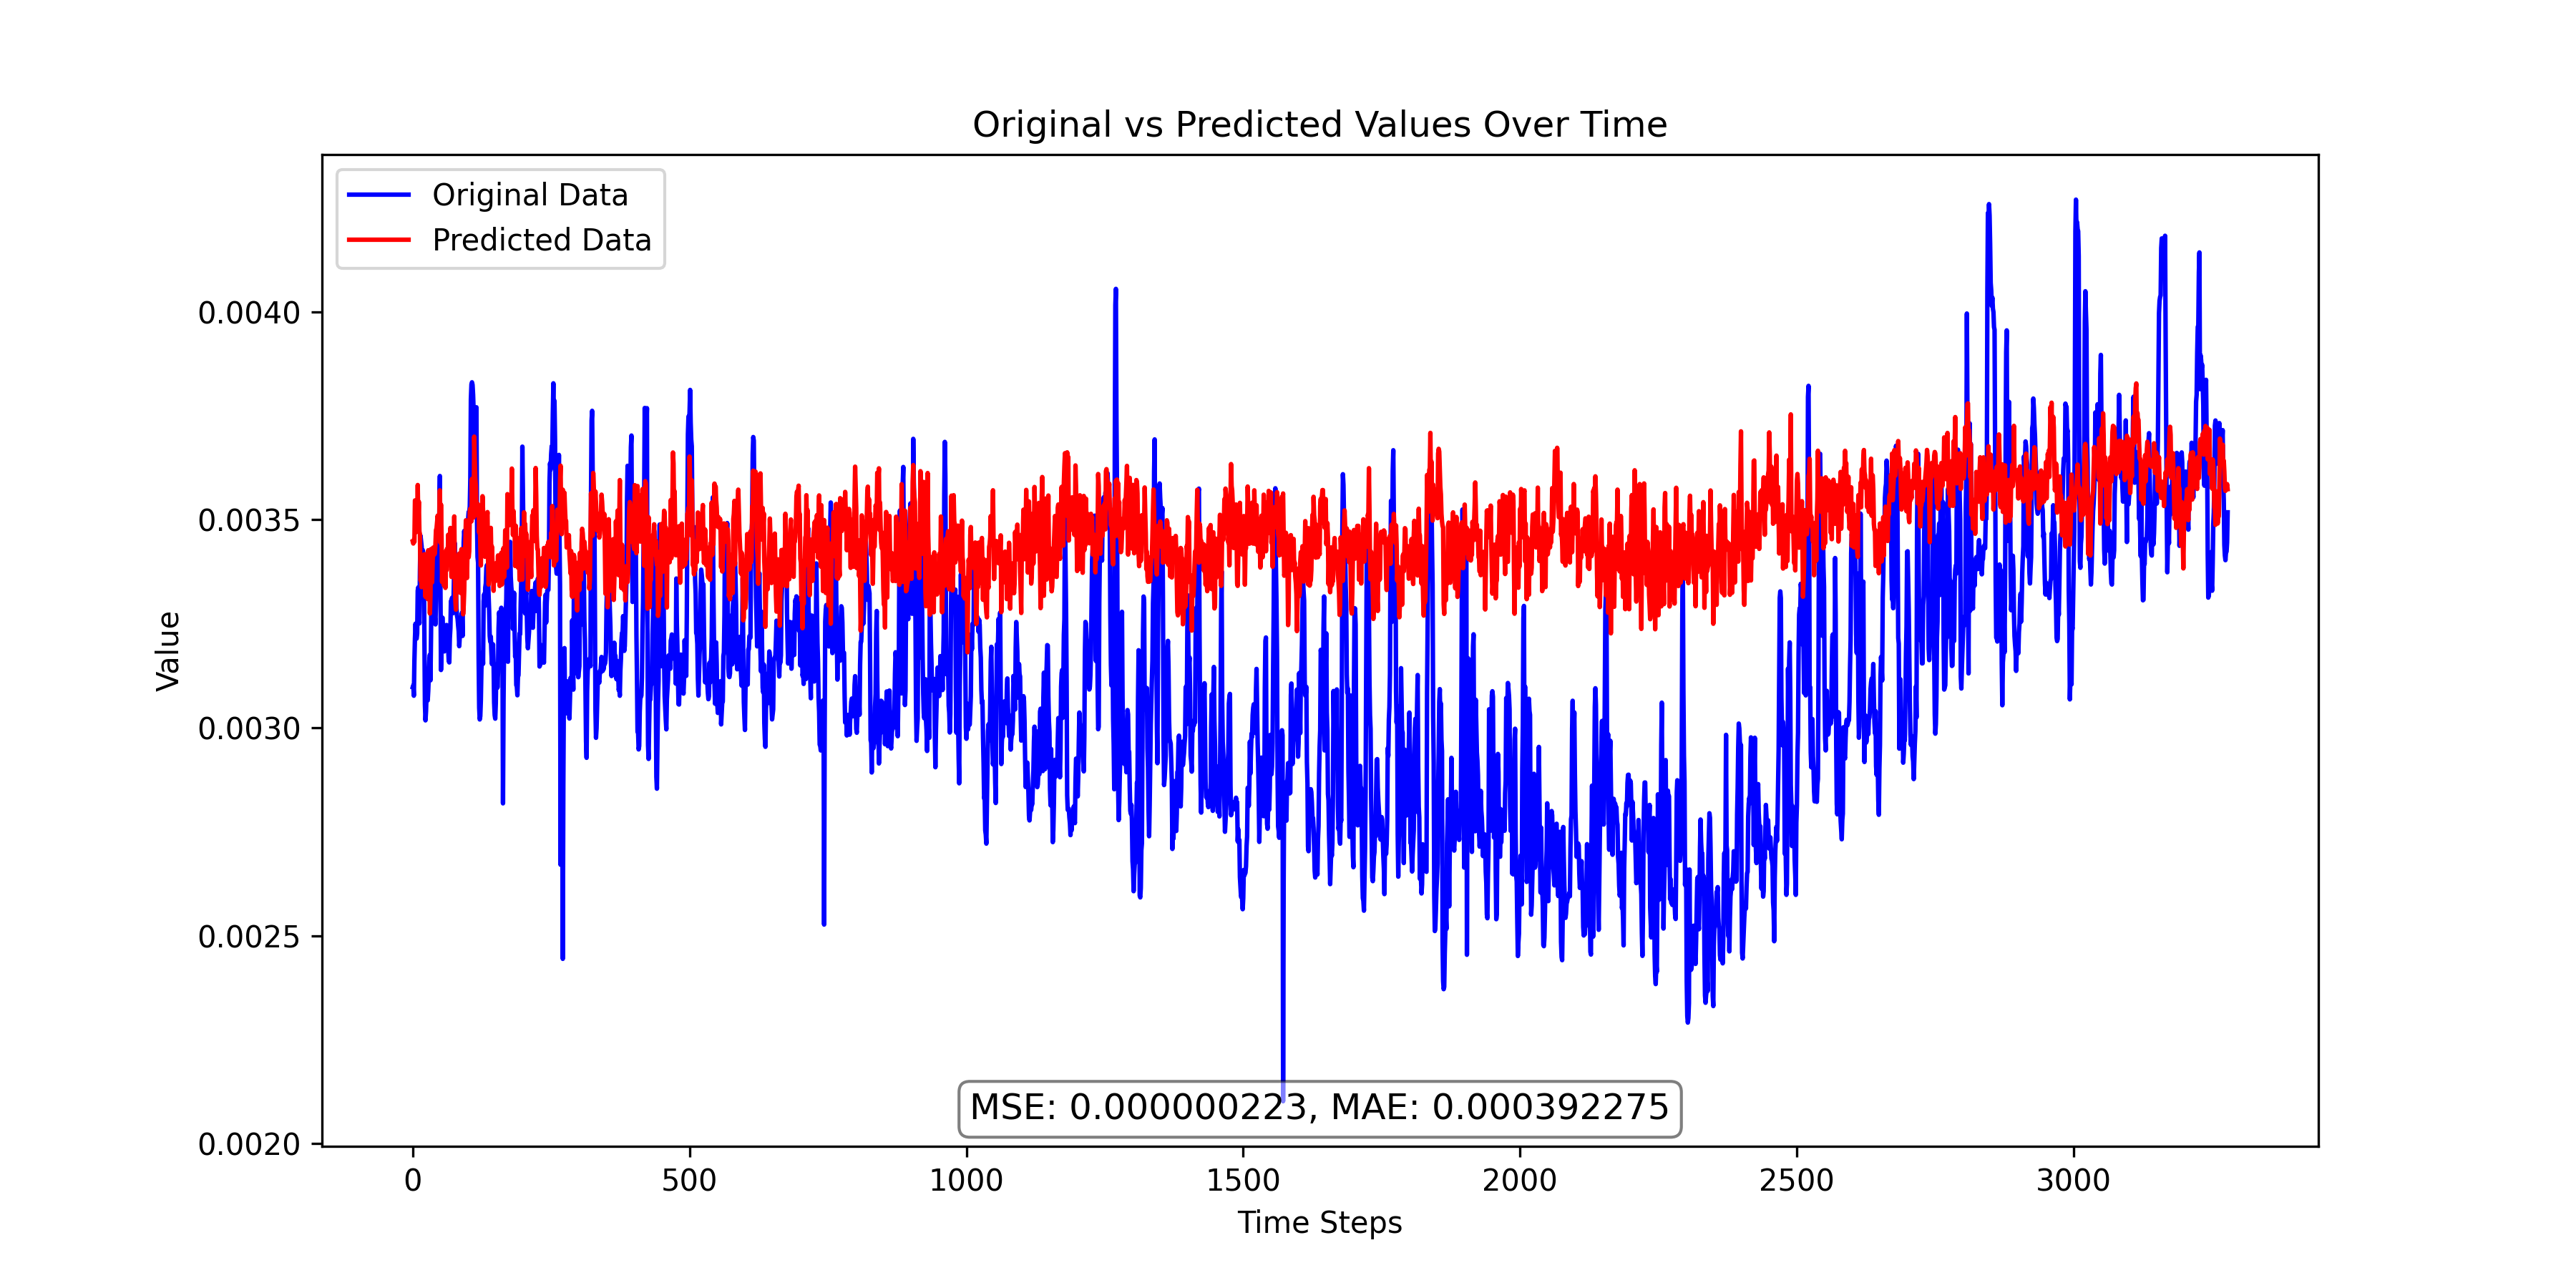 Original vs Predicted Values Over Time
Original Data
Predicted Data
0.0040
0.0035
0.0030
0.0025
0.0020
Value
MSE: 0.000000223, MAE: 0.000392275
0 500 1000 1500 2000 2500 3000
Time Steps